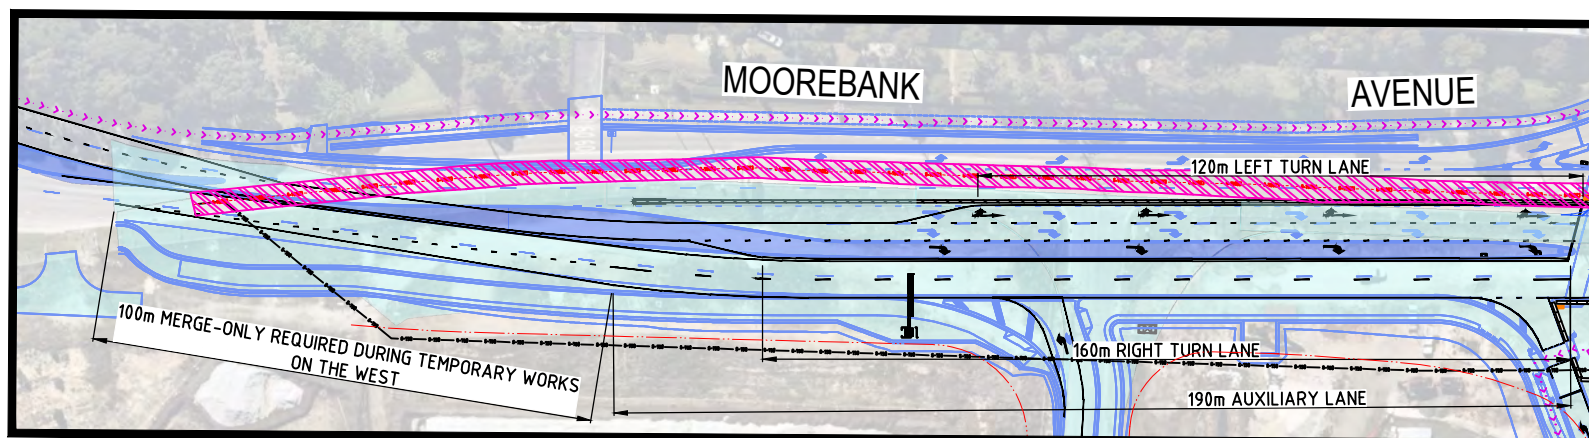 MOOREBANK
AVENUE
120m LEFT TURN LANE
100m MERGE-ONLY REQUIRED DURING TEMPORARY WORKS
ON THE WEST
160m RIGHT TURN LANE
190m AUXILIARY LANE